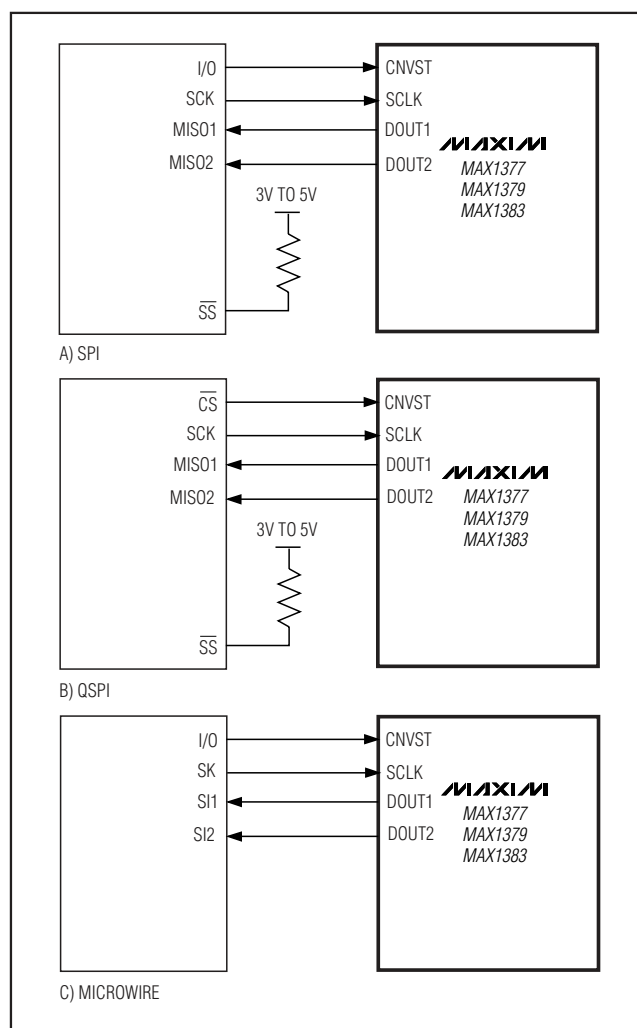 I/O CNVST
SCK SCLK
MISO1 DOUT1
MISO2 DOUT2
MAXIM
MAX1377
MAX1379
MAX1383
3V TO 5V
SS
A) SPI
CS CNVST
SCK SCLK
MISO1 DOUT1
MISO2 DOUT2
MAXIM
MAX1377
MAX1379
MAX1383
3V TO 5V
SS
B) QSPI
I/O CNVST
SK SCLK
SI1 DOUT1
SI2 DOUT2
MAXIM
MAX1377
MAX1379
MAX1383
C) MICROWIRE